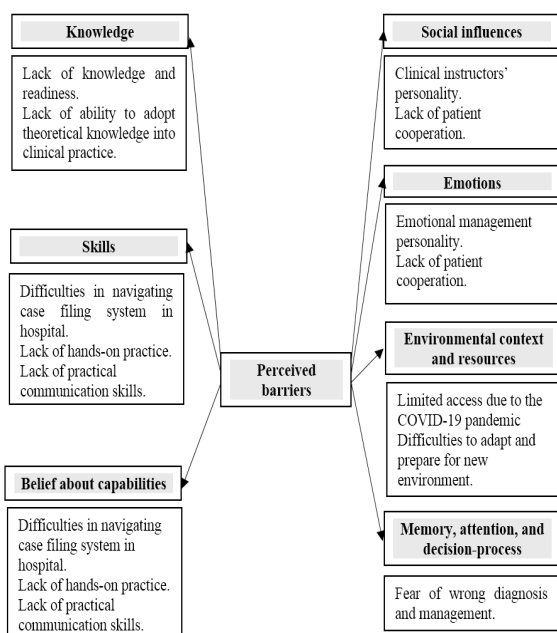 Knowledge
Lack of knowledge and
readiness.
Lack of ability to adopt
theoretical knowledge into
clinical practice.
Skills
Difficulties in navigating
case filing system in
hospital.
Lack of hands-on practice.
Lack of practical
communication skills.
Belief about capabilities
Difficulties in navigating
case filing system in
hospital.
Lack of hands-on practice.
Lack of practical
communication skills.
Perceived
barriers
Social influences
Clinical instructors’
personality.
Lack of patient
cooperation.
Emotions
Emotional management
personality.
Lack of patient
cooperation.
Environmental context
and resources
Limited access due to the
COVID-19 pandemic
Difficulties to adapt and
prepare for new
environment.
Memory, attention, and
decision-process
Fear of wrong diagnosis
and management.